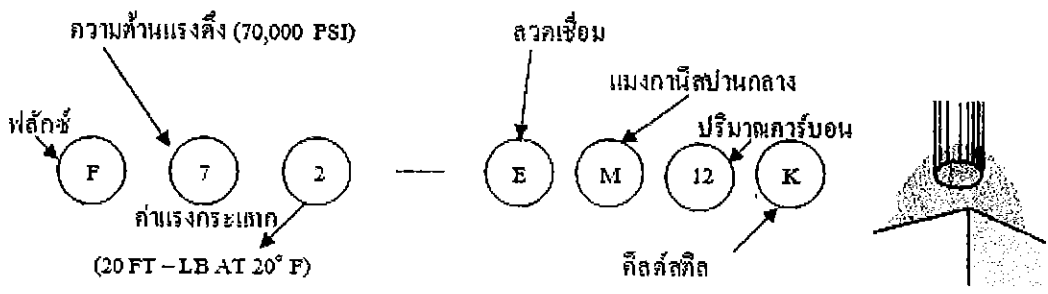 ความต้านแรงดึง (70,000 PSI)
ลวดเชื่อม
แมงกานีสปานกลาง
ฟลักซ์
ปริมาณคาร์บอน
F 7 2 — E M 12 K
ค่าแรงกระแทก
(20 FT – LB AT 20° F)
คิลด์สตีล